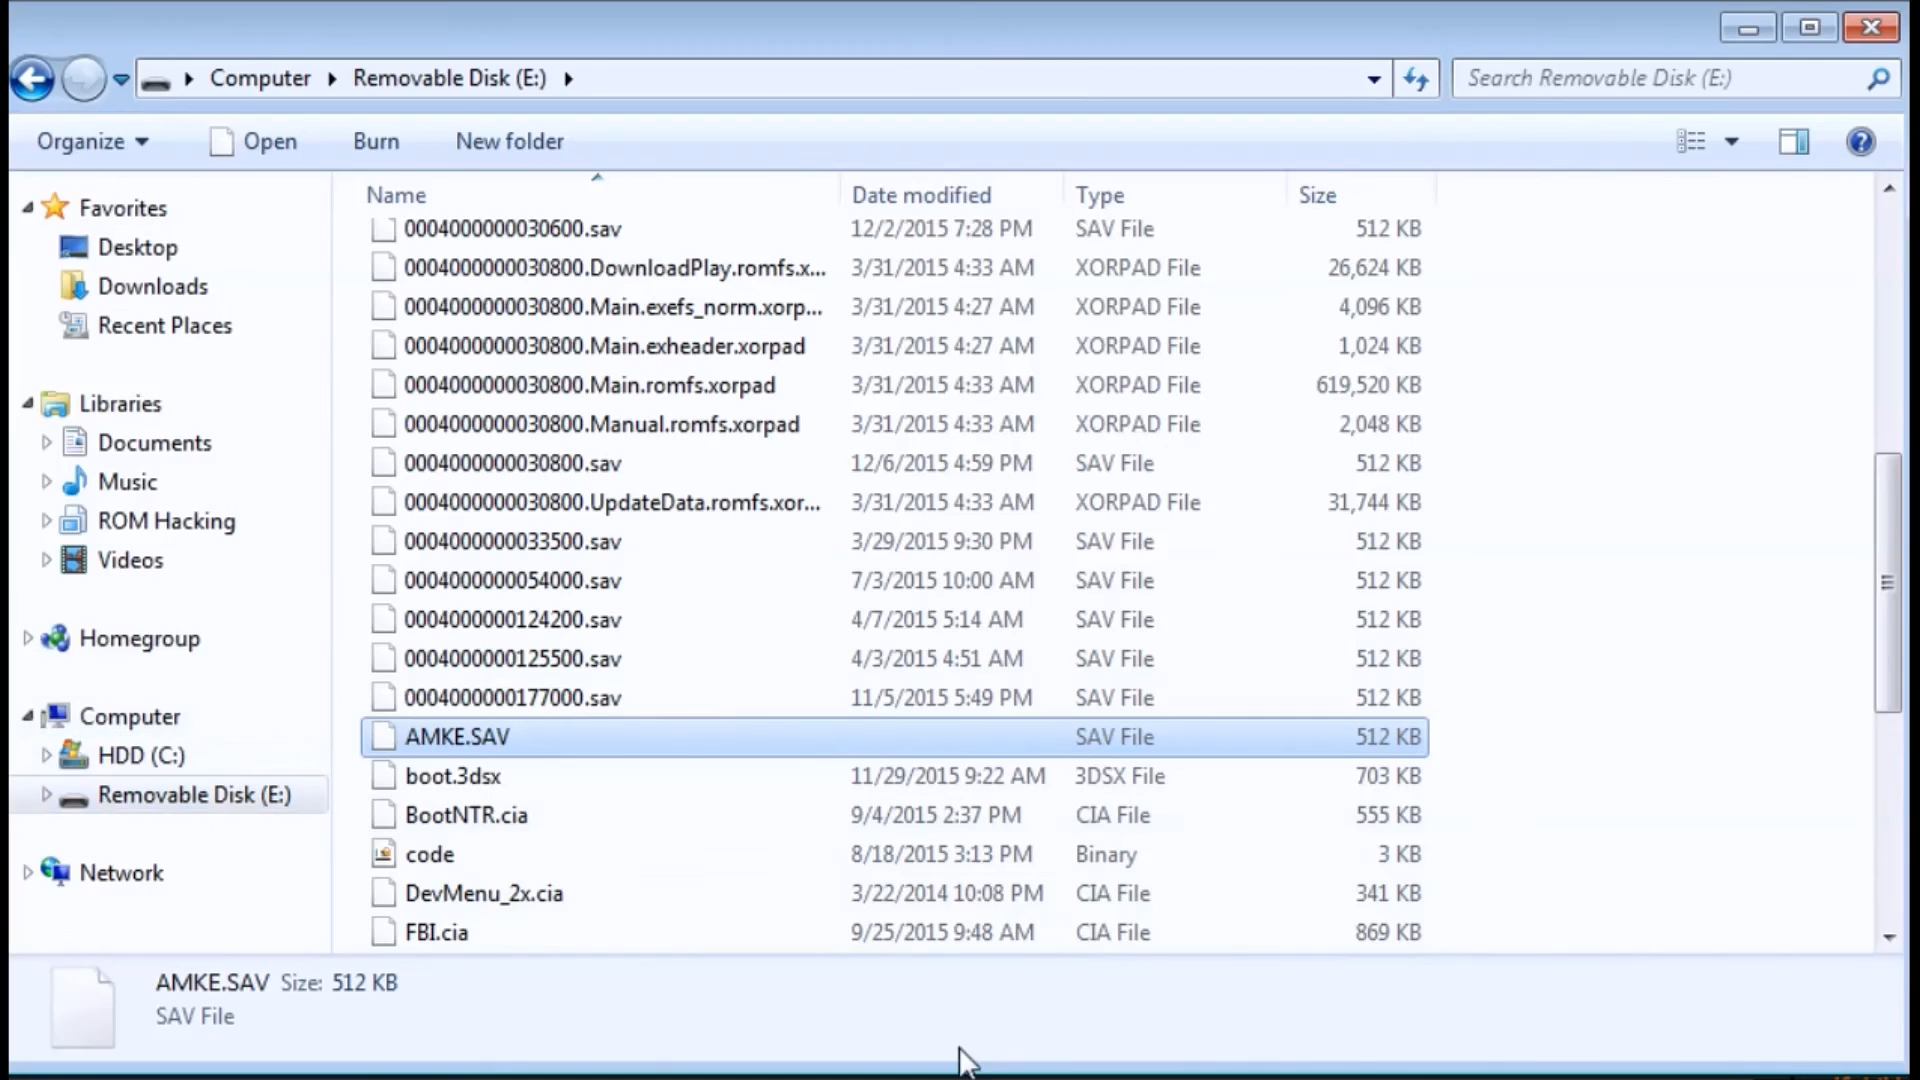 Computer Removable Disk (E:)
Search Removable Disk (E:)
Organize Open Burn New folder
Favorites
Desktop
Downloads
Recent Places
Libraries
Documents
Music
ROM Hacking
Videos
Homegroup
Computer
HDD (C:)
Removable Disk (E:)
Network
Name Date modified Type Size
0004000000030600.sav 12/2/2015 7:28 PM SAV File 512 KB
0004000000030800.DownloadPlay.romfs.x... 3/31/2015 4:33 AM XORPAD File 26,624 KB
0004000000030800.Main.exefs_norm.xorp... 3/31/2015 4:27 AM XORPAD File 4,096 KB
0004000000030800.Main.exheader.xorpad 3/31/2015 4:27 AM XORPAD File 1,024 KB
0004000000030800.Main.romfs.xorpad 3/31/2015 4:33 AM XORPAD File 619,520 KB
0004000000030800.Manual.romfs.xorpad 3/31/2015 4:33 AM XORPAD File 2,048 KB
0004000000030800.sav 12/6/2015 4:59 PM SAV File 512 KB
0004000000030800.UpdateData.romfs.xor... 3/31/2015 4:33 AM XORPAD File 31,744 KB
0004000000033500.sav 3/29/2015 9:30 PM SAV File 512 KB
0004000000054000.sav 7/3/2015 10:00 AM SAV File 512 KB
0004000000124200.sav 4/7/2015 5:14 AM SAV File 512 KB
0004000000125500.sav 4/3/2015 4:51 AM SAV File 512 KB
0004000000177000.sav 11/5/2015 5:49 PM SAV File 512 KB
AMKE.SAV SAV File 512 KB
boot.3dsx 11/29/2015 9:22 AM 3DSX File 703 KB
BootNTR.cia 9/4/2015 2:37 PM CIA File 555 KB
code 8/18/2015 3:13 PM Binary 3 KB
DevMenu_2x.cia 3/22/2014 10:08 PM CIA File 341 KB
FBI.cia 9/25/2015 9:48 AM CIA File 869 KB
AMKE.SAV Size: 512 KB
SAV File